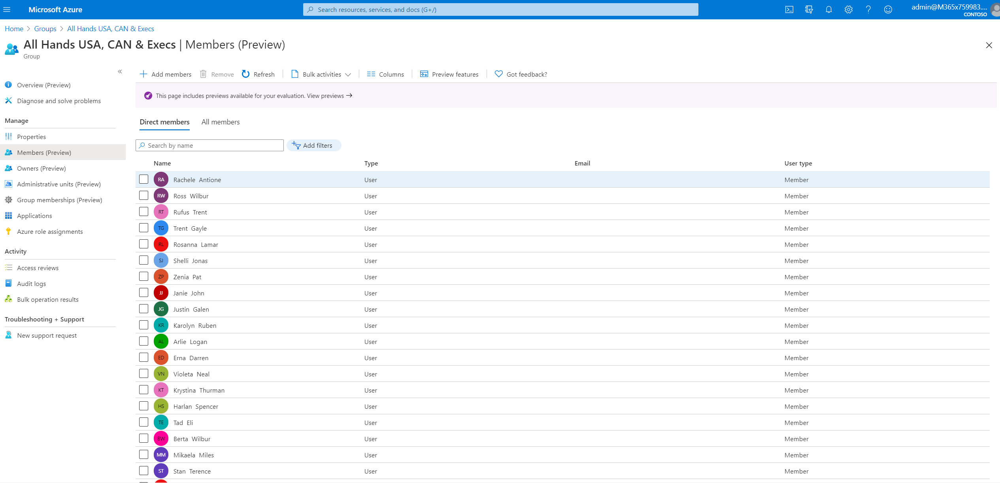 Microsoft Azure
Search resources, services, and docs (G+/)
admin@M365x759983....
CONTOSO
Home > Groups > All Hands USA, CAN & Execs
All Hands USA, CAN & Execs | Members (Preview)
Group
«
Overview (Preview)
Diagnose and solve problems
Manage
Properties
Members (Preview)
Owners (Preview)
Administrative units (Preview)
Group memberships (Preview)
Applications
Azure role assignments
Activity
Access reviews
Audit logs
Bulk operation results
Troubleshooting + Support
New support request
Add members Remove Refresh Bulk activities Columns Preview features Got feedback?
This page includes previews available for your evaluation. View previews →
Direct members All members
Search by name Add filters
Name Type Email User type
RA Rachele Antione User Member
RW Ross Wilbur User Member
RT Rufus Trent User Member
TG Trent Gayle User Member
RL Rosanna Lamar User Member
SJ Shelli Jonas User Member
ZP Zenia Pat User Member
JJ Janie John User Member
JG Justin Galen User Member
KR Karolyn Ruben User Member
AL Arlie Logan User Member
ED Erna Darren User Member
VN Violeta Neal User Member
KT Krystina Thurman User Member
HS Harlan Spencer User Member
TE Tad Eli User Member
BW Berta Wilbur User Member
MM Mikaela Miles User Member
ST Stan Terence User Member